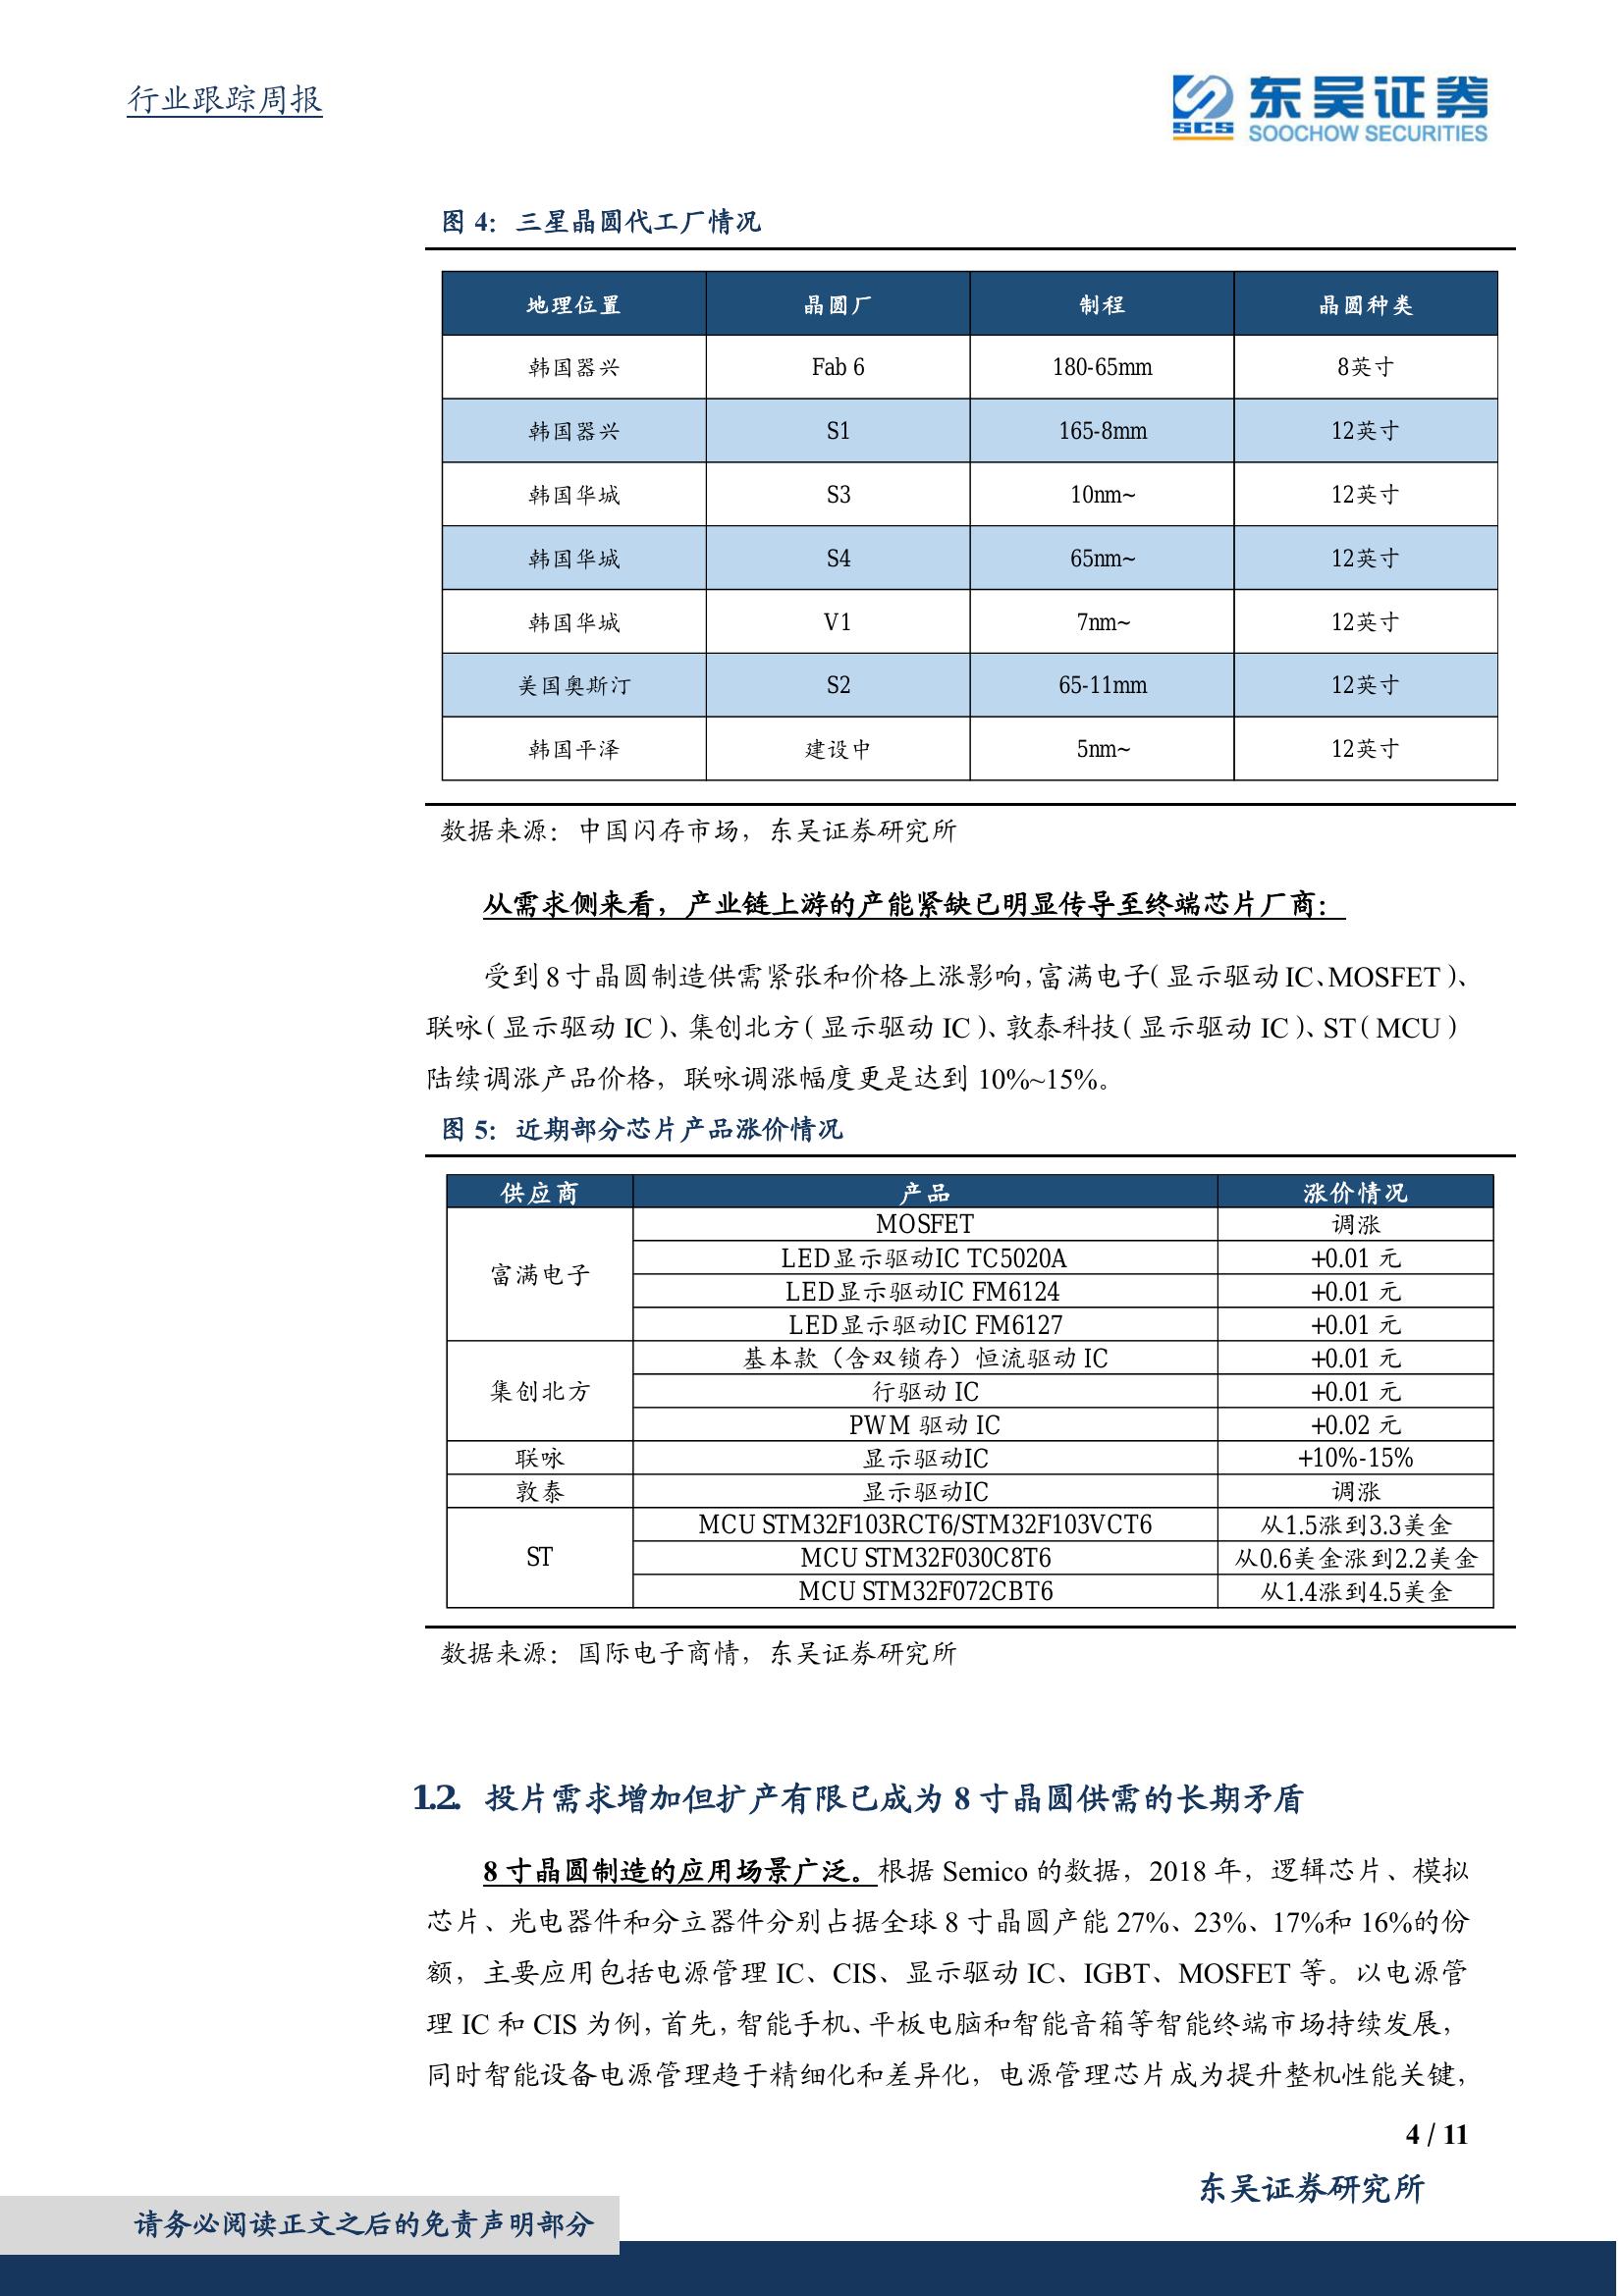 行业跟踪周报
东吴证券
SCS
SOOCHOW SECURITIES
图 4：三星晶圆代工厂情况
地理位置 晶圆厂 制程 晶圆种类
韩国器兴 Fab 6 180-65mm 8英寸
韩国器兴 S1 165-8mm 12英寸
韩国华城 S3 10nm~ 12英寸
韩国华城 S4 65nm~ 12英寸
韩国华城 V1 7nm~ 12英寸
美国奥斯汀 S2 65-11mm 12英寸
韩国平泽 建设中 5nm~ 12英寸
数据来源：中国闪存市场，东吴证券研究所
从需求侧来看，产业链上游的产能紧缺已明显传导至终端芯片厂商：
受到 8 寸晶圆制造供需紧张和价格上涨影响，富满电子（显示驱动 IC、MOSFET）、
联咏（显示驱动 IC）、集创北方（显示驱动 IC）、敦泰科技（显示驱动 IC）、ST（MCU）
陆续调涨产品价格，联咏调涨幅度更是达到 10%~15%。
图 5：近期部分芯片产品涨价情况
供应商 产品 涨价情况
富满电子 MOSFET 调涨
LED显示驱动IC TC5020A +0.01 元
LED显示驱动IC FM6124 +0.01 元
LED显示驱动IC FM6127 +0.01 元
集创北方 基本款（含双锁存）恒流驱动 IC +0.01 元
行驱动 IC +0.01 元
PWM 驱动 IC +0.02 元
联咏 显示驱动IC +10%-15%
敦泰 显示驱动IC 调涨
ST MCU STM32F103RCT6/STM32F103VCT6 从1.5涨到3.3美金
MCU STM32F030C8T6 从0.6美金涨到2.2美金
MCU STM32F072CBT6 从1.4涨到4.5美金
数据来源：国际电子商情，东吴证券研究所
1.2. 投片需求增加但扩产有限已成为 8 寸晶圆供需的长期矛盾
8 寸晶圆制造的应用场景广泛。根据 Semico 的数据，2018 年，逻辑芯片、模拟
芯片、光电器件和分立器件分别占据全球 8 寸晶圆产能 27%、23%、17%和 16%的份
额，主要应用包括电源管理 IC、CIS、显示驱动 IC、IGBT、MOSFET 等。以电源管
理 IC 和 CIS 为例，首先，智能手机、平板电脑和智能音箱等智能终端市场持续发展，
同时智能设备电源管理趋于精细化和差异化，电源管理芯片成为提升整机性能关键，
4 / 11
东吴证券研究所
请务必阅读正文之后的免责声明部分